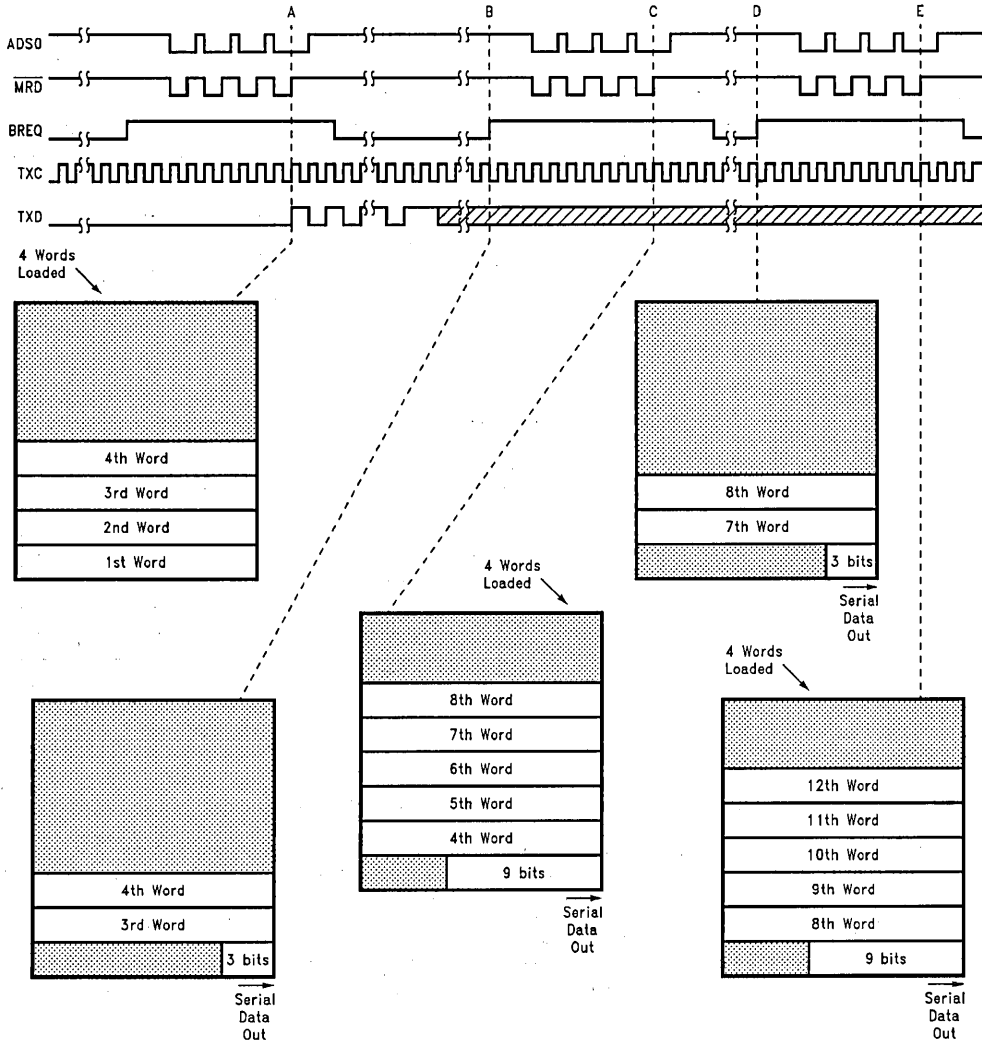 A B C D E
ADS0
MRD
BREQ
TXC
TXD
4 Words
Loaded
4th Word
3rd Word
2nd Word
1st Word
8th Word
7th Word
3 bits
Serial
Data
Out
4 Words
Loaded
8th Word
7th Word
6th Word
5th Word
4th Word
9 bits
Serial
Data
Out
4 Words
Loaded
12th Word
11th Word
10th Word
9th Word
8th Word
9 bits
Serial
Data
Out
4th Word
3rd Word
3 bits
Serial
Data
Out